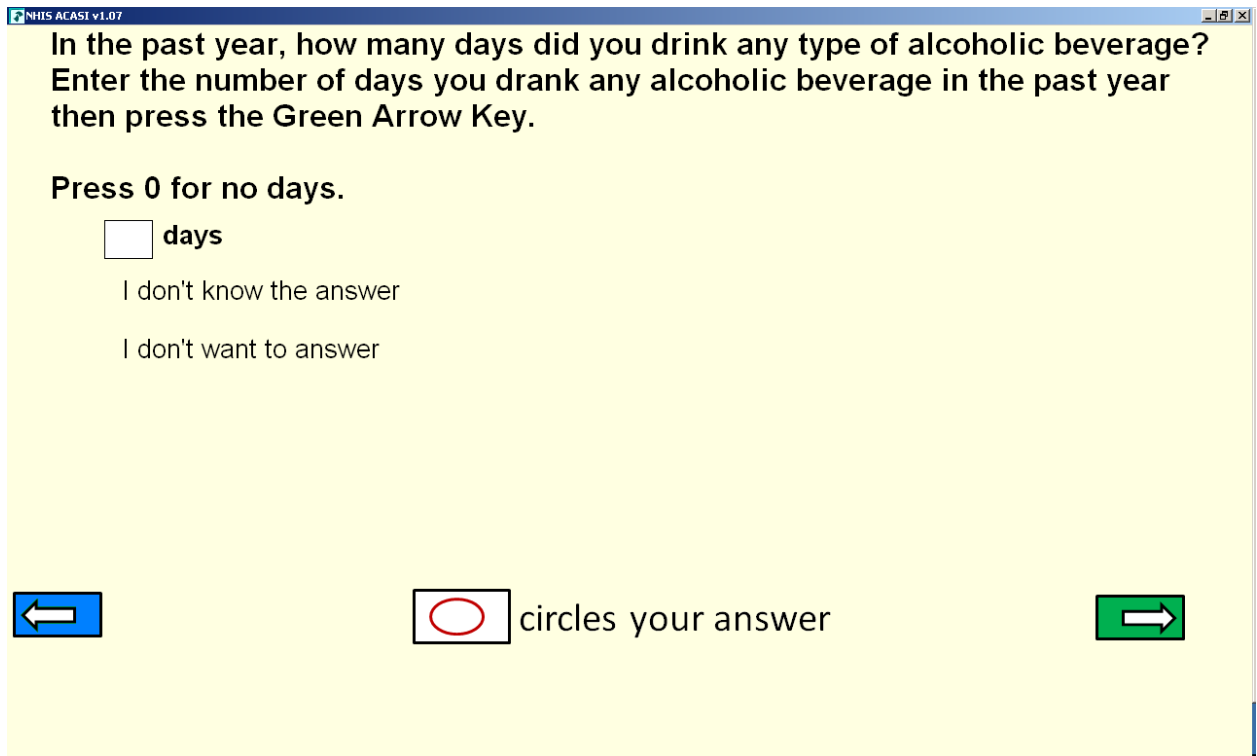 NHIS ACASI v1.07
In the past year, how many days did you drink any type of alcoholic beverage?
Enter the number of days you drank any alcoholic beverage in the past year
then press the Green Arrow Key.
Press 0 for no days.
days
I don't know the answer
I don't want to answer
circles your answer